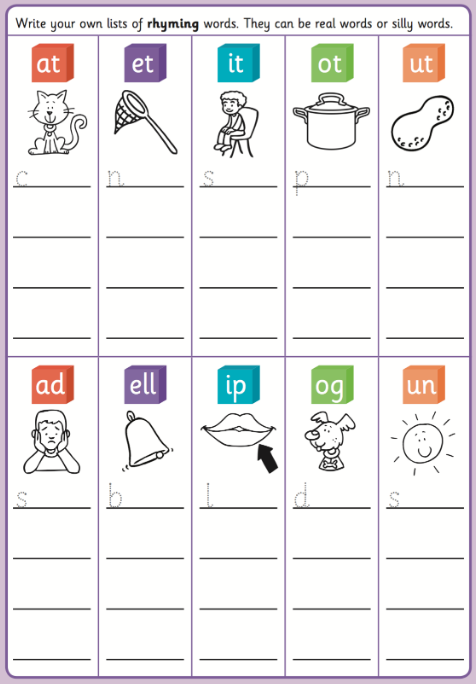 Write your own lists of rhyming words. They can be real words or silly words.
at et it ot ut
c n s p n
ad ell ip og un
s b l d s